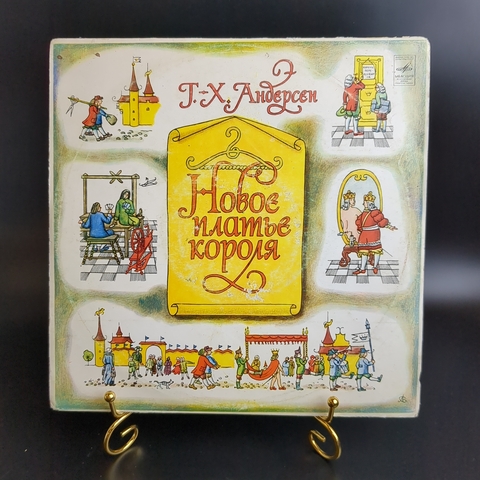 Г.-Х. Андерсен
Новое
платье
короля